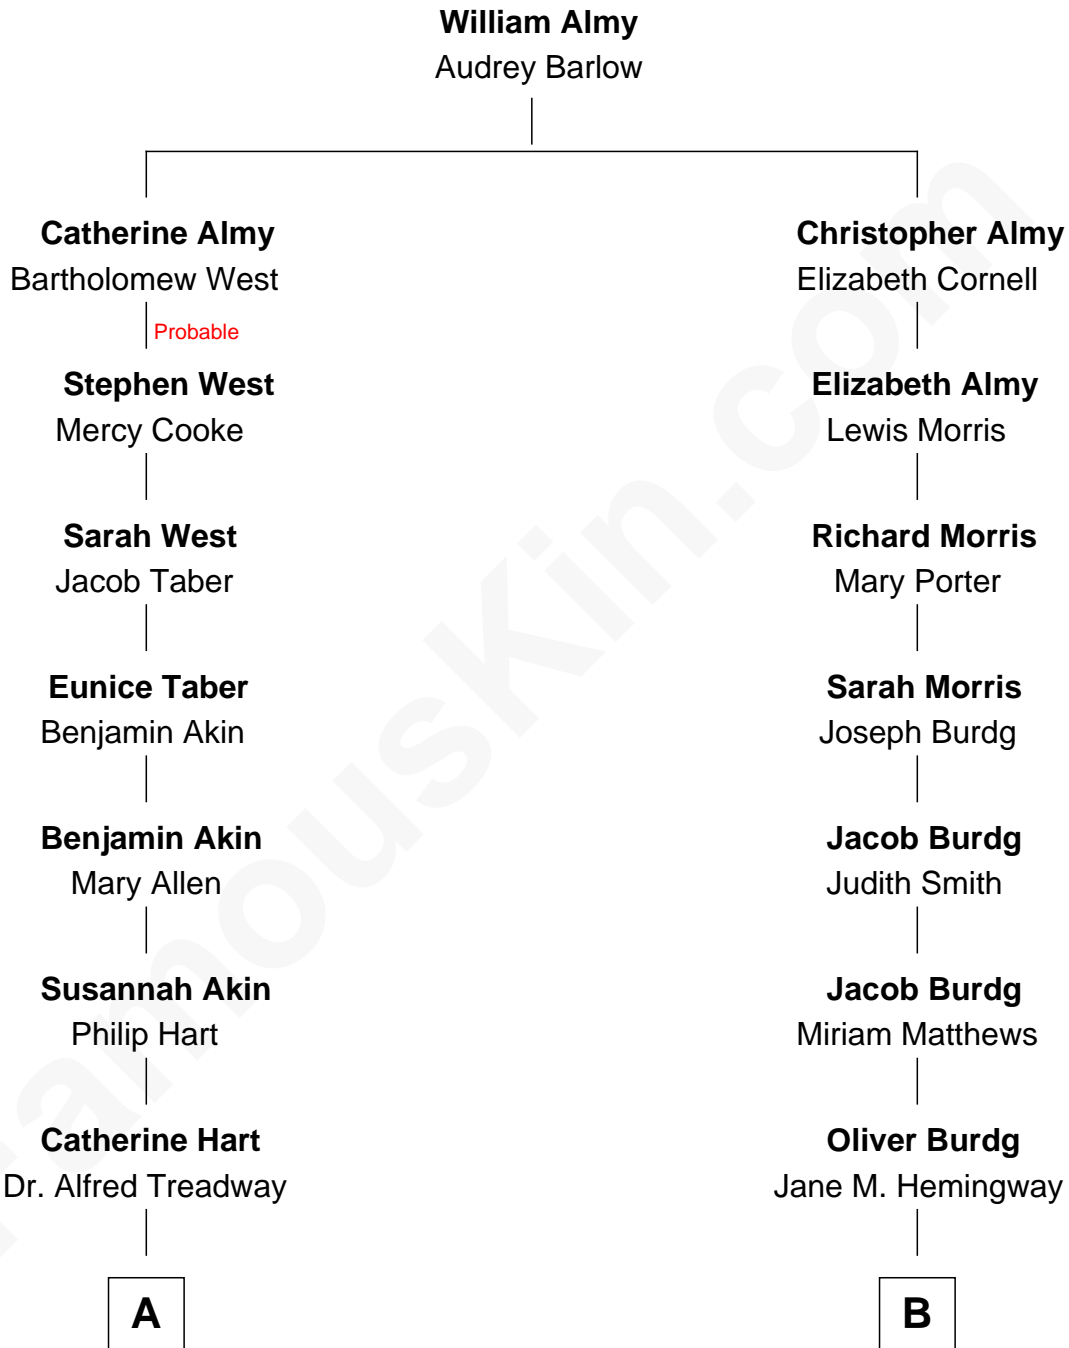 William Almy
Audrey Barlow
Catherine Almy
Bartholomew West
Probable
Stephen West
Mercy Cooke
Sarah West
Jacob Taber
Eunice Taber
Benjamin Akin
Benjamin Akin
Mary Allen
Susannah Akin
Philip Hart
Catherine Hart
Dr. Alfred Treadway
A
Christopher Almy
Elizabeth Cornell
Elizabeth Almy
Lewis Morris
Richard Morris
Mary Porter
Sarah Morris
Joseph Burdg
Jacob Burdg
Judith Smith
Jacob Burdg
Miriam Matthews
Oliver Burdg
Jane M. Hemingway
B
FamousKin.com